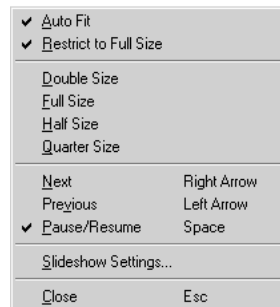 Auto Fit
Restrict to Full Size
Double Size
Full Size
Half Size
Quarter Size
Next Right Arrow
Previous Left Arrow
Pause/Resume Space
Slideshow Settings...
Close Esc